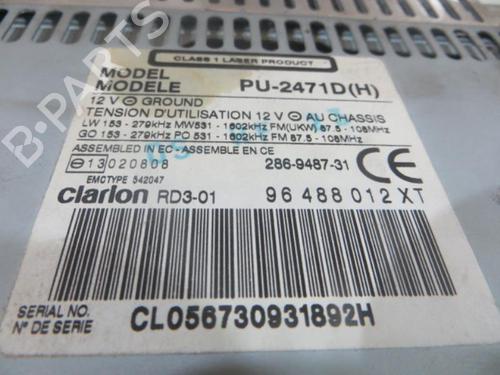 B-PARTS
CLASS 1 LASER PRODUCT
MODEL
MODELE PU-2471D(H)
12 V ⊖ GROUND
TENSION D'UTILISATION 12 V ⊖ AU CHASSIS
LW 153 - 279kHz MW531 - 1602kHz FM(UKW) 87.5 - 108MHz
GO 153 - 279kHz PO 531 - 1602kHz FM 87.5 - 108MHz
ASSEMBLED IN EC - ASSEMBLE EN CE
13 020808 286-9487-31 CE
EMCTYPE 542047
clarion RD3-01 96 488 012 XT
SERIAL NO.
N° DE SERIE CL056730931892H